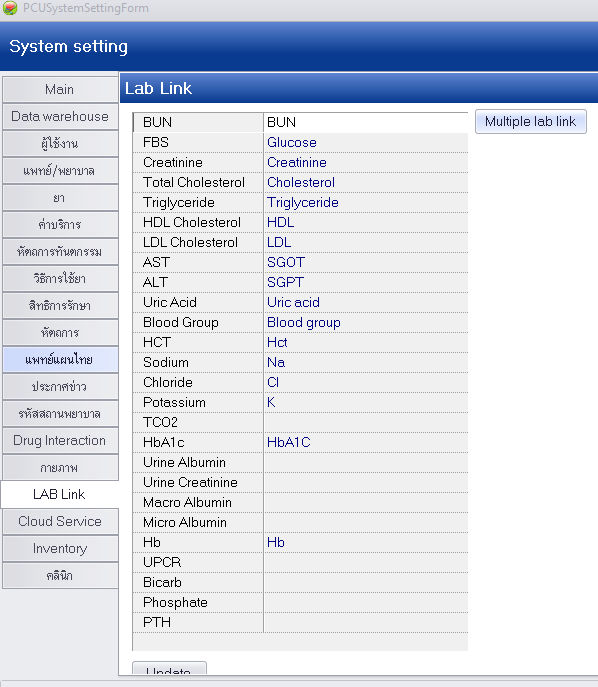 PCUSystemSettingForm
System setting
Main
Data warehouse
ผู้ใช้งาน
แพทย์/พยาบาล
ยา
ค่าบริการ
หัตถการทันตกรรม
วิธีการใช้ยา
สิทธิการรักษา
หัตถการ
แพทย์แผนไทย
ประกาศข่าว
รหัสสถานพยาบาล
Drug Interaction
กายภาพ
LAB Link
Cloud Service
Inventory
คลินิก
Lab Link
BUN BUN
FBS Glucose
Creatinine Creatinine
Total Cholesterol Cholesterol
Triglyceride Triglyceride
HDL Cholesterol HDL
LDL Cholesterol LDL
AST SGOT
ALT SGPT
Uric Acid Uric acid
Blood Group Blood group
HCT Hct
Sodium Na
Chloride Cl
Potassium K
TCO2
HbA1c HbA1C
Urine Albumin
Urine Creatinine
Macro Albumin
Micro Albumin
Hb Hb
UPCR
Bicarb
Phosphate
PTH
Multiple lab link
Update